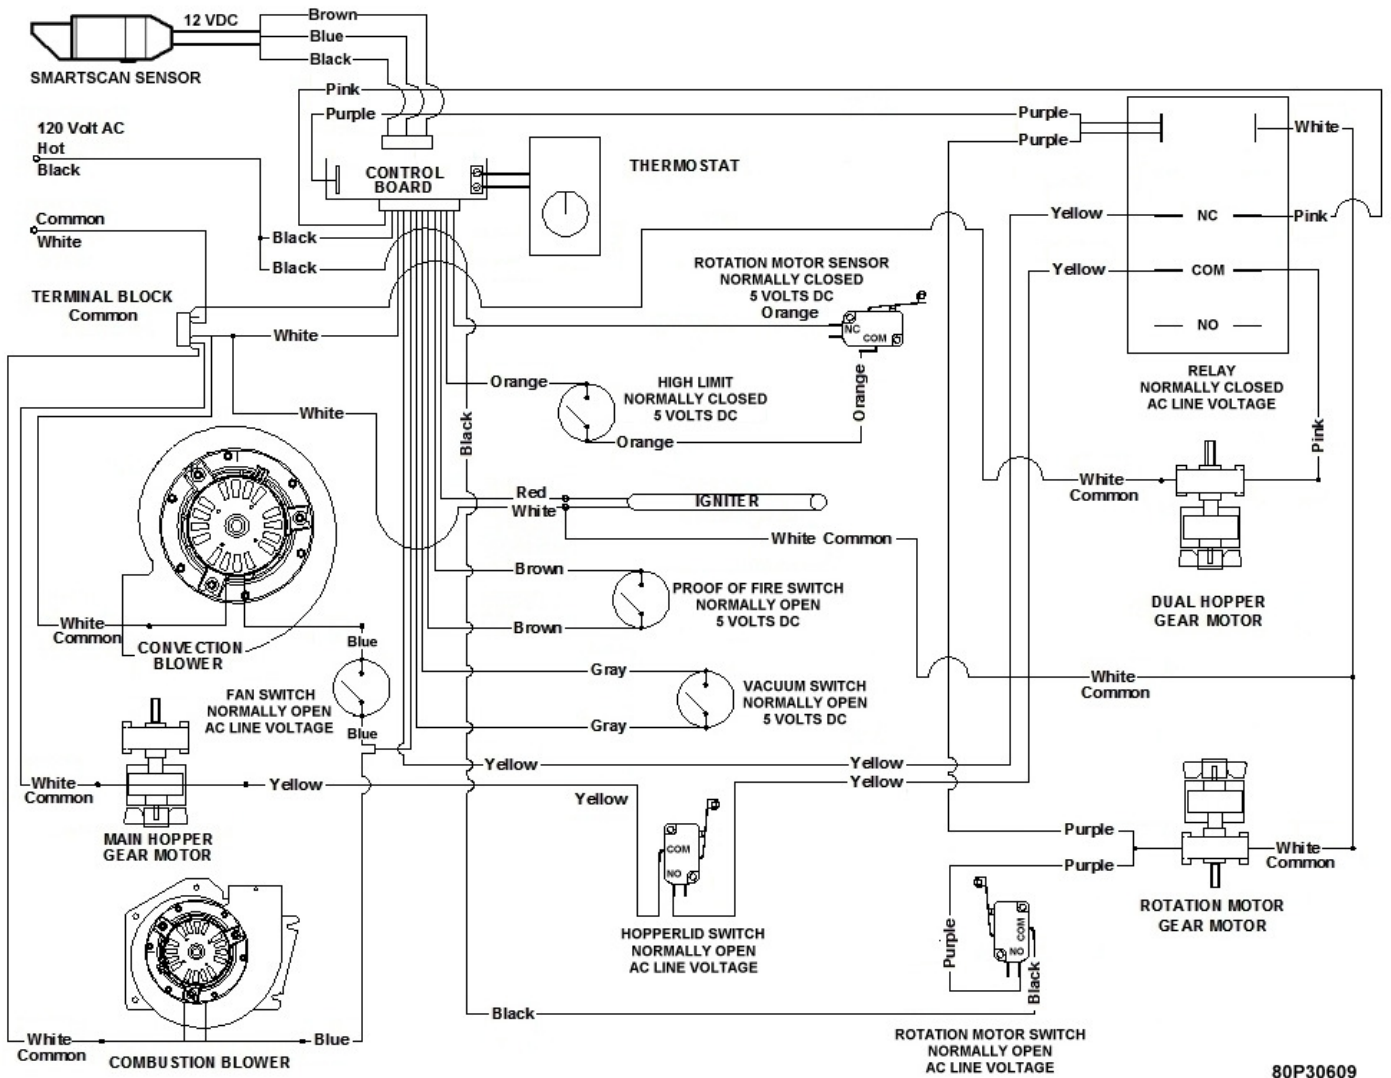 12 VDC
Brown
Blue
Black
SMARTSCAN SENSOR
Pink
Purple
Purple
Purple
White
120 Volt AC
Hot
Black
CONTROL
BOARD
THERMOSTAT
Common
White
Black
Black
Yellow
NC
Pink
Yellow
COM
NO
ROTATION MOTOR SENSOR
NORMALLY CLOSED
5 VOLTS DC
Orange
NC
COM
TERMINAL BLOCK
Common
White
RELAY
NORMALLY CLOSED
AC LINE VOLTAGE
Orange
HIGH LIMIT
NORMALLY CLOSED
5 VOLTS DC
Orange
Orange
White
Black
Pink
Red
White
IGNITER
White Common
White
Common
DUAL HOPPER
GEAR MOTOR
Brown
PROOF OF FIRE SWITCH
NORMALLY OPEN
5 VOLTS DC
Brown
White
Common
CONVECTION
BLOWER
Blue
FAN SWITCH
NORMALLY OPEN
AC LINE VOLTAGE
Blue
Gray
VACUUM SWITCH
NORMALLY OPEN
5 VOLTS DC
Gray
White
Common
Yellow
Yellow
Yellow
White
Common
Yellow
Yellow
MAIN HOPPER
GEAR MOTOR
COM
NO
HOPPERLID SWITCH
NORMALLY OPEN
AC LINE VOLTAGE
Purple
Purple
White
Common
ROTATION MOTOR
GEAR MOTOR
Purple
COM
NO
Black
Black
ROTATION MOTOR SWITCH
NORMALLY OPEN
AC LINE VOLTAGE
White
Common
Blue
COMBUSTION BLOWER
80P30609